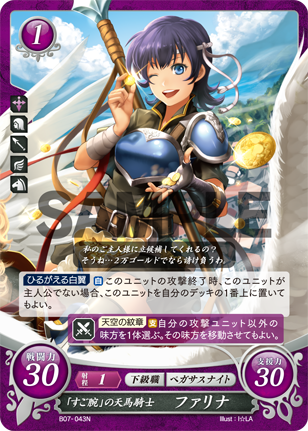 1
SAMPLE
私のご主人様に立候補してくれるの？
そうね…2万ゴールドでなら請け負うわ。
ひるがえる白翼 自 このユニットの攻撃終了時、このユニットが
主人公でない場合、このユニットを自分のデッキの1番上に置いて
もよい。
天空の紋章 支 自分の攻撃ユニット以外の
味方を1体選ぶ。その味方を移動させてもよい。
戦闘力
30
射程 1 下級職 ペガサスナイト
支援力
30
「すご腕」の天馬騎士 ファリナ
B07-043N
Illust：I☆LA